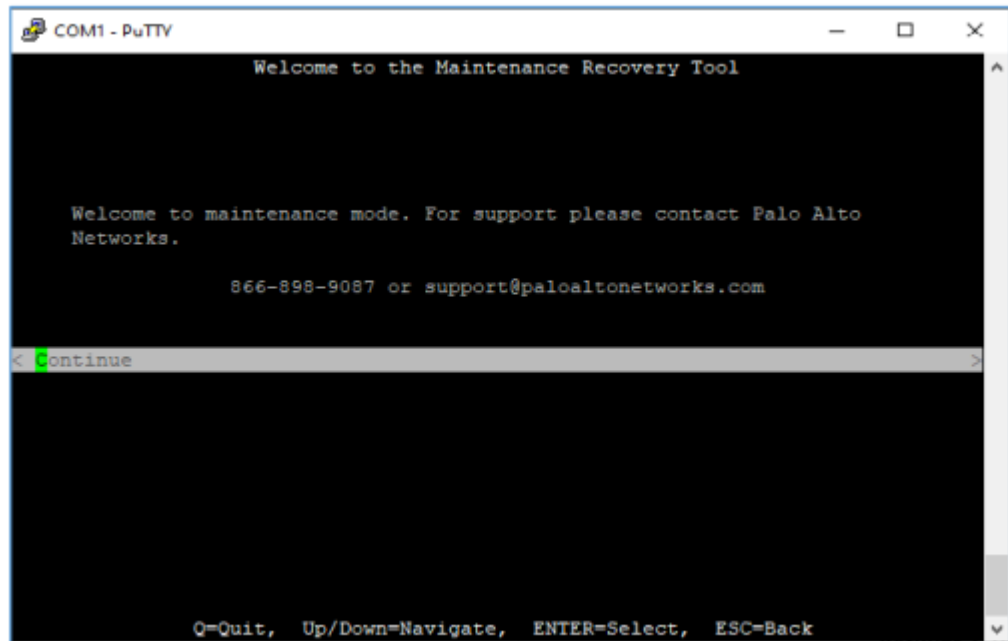 COM1 - PuTTY
Welcome to the Maintenance Recovery Tool
Welcome to maintenance mode. For support please contact Palo Alto
Networks.
866-898-9087 or support@paloaltonetworks.com
< Continue >
Q=Quit, Up/Down=Navigate, ENTER=Select, ESC=Back